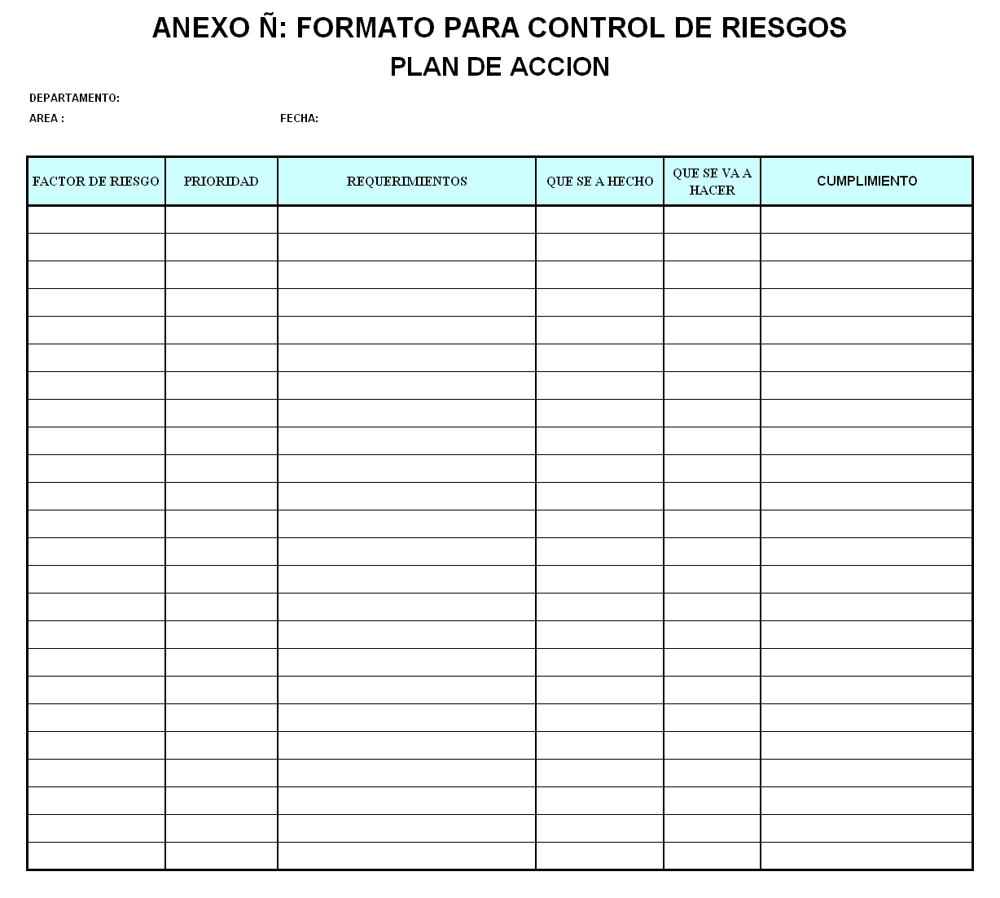 ANEXO Ñ: FORMATO PARA CONTROL DE RIESGOS
PLAN DE ACCION
DEPARTAMENTO:
AREA : FECHA:
FACTOR DE RIESGO PRIORIDAD REQUERIMIENTOS QUE SE A HECHO QUE SE VA A HACER CUMPLIMIENTO